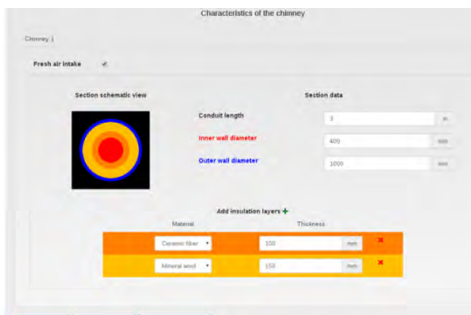 Characteristics of the chimney
Chimney 1
Fresh air intake
Section schematic view
Section data
Conduit length
3
m
Inner wall diameter
400
mm
Outer wall diameter
1000
mm
Add insulation layers +
Material
Thickness
Ceramic fiber
100
mm
Mineral wool
150
mm